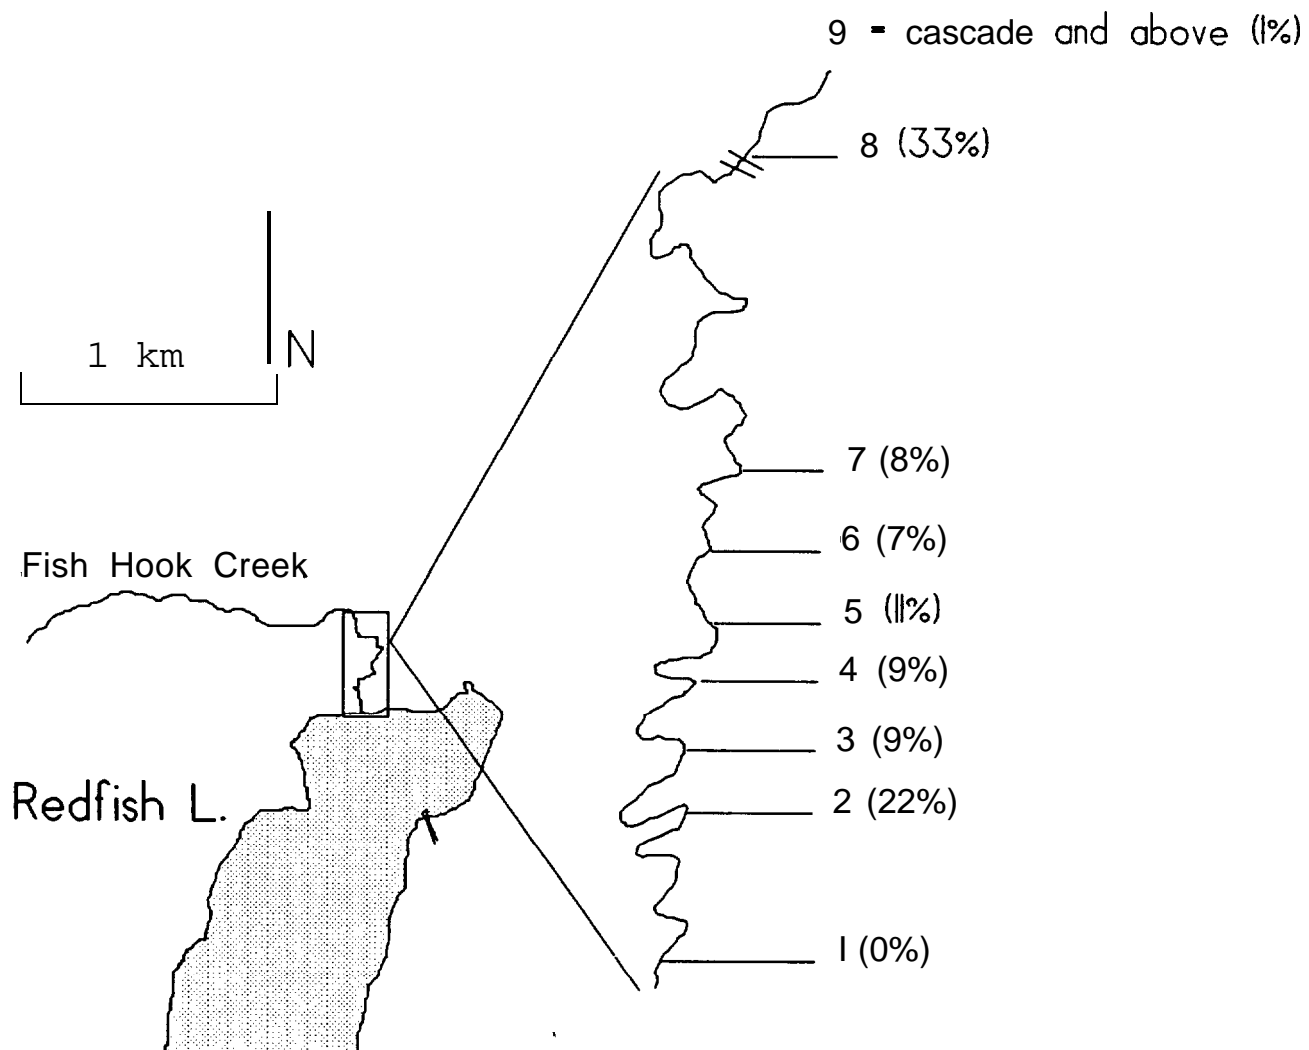 9 - cascade and above (1%)
8 (33%)
N
1 km
7 (8%)
6 (7%)
Fish Hook Creek
5 (11%)
4 (9%)
3 (9%)
Redfish L.
2 (22%)
1 (0%)